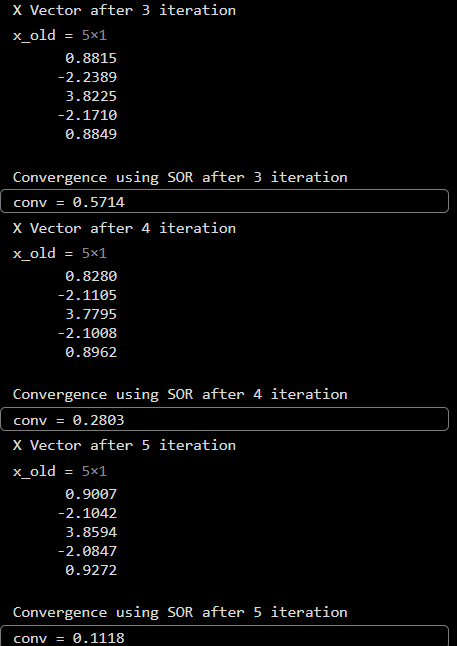 X Vector after 3 iteration
x_old = 5×1
0.8815
-2.2389
3.8225
-2.1710
0.8849
Convergence using SOR after 3 iteration
conv = 0.5714
X Vector after 4 iteration
x_old = 5×1
0.8280
-2.1105
3.7795
-2.1008
0.8962
Convergence using SOR after 4 iteration
conv = 0.2803
X Vector after 5 iteration
x_old = 5×1
0.9007
-2.1042
3.8594
-2.0847
0.9272
Convergence using SOR after 5 iteration
conv = 0.1118